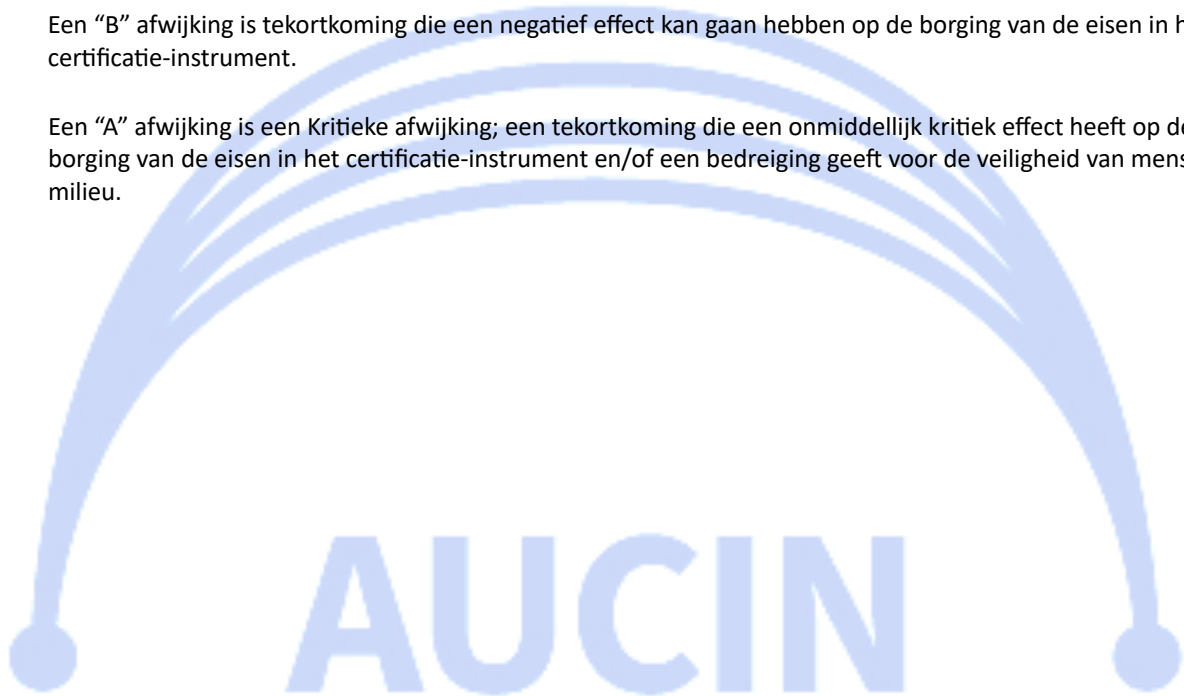 Een “B” afwijking is tekortkoming die een negatief effect kan gaan hebben op de borging van de eisen in h
certificatie-instrument.
Een “A” afwijking is een Kritieke afwijking; een tekortkoming die een onmiddellijk kritiek effect heeft op de
borging van de eisen in het certificatie-instrument en/of een bedreiging geeft voor de veiligheid van mens
milieu.
AUCIN